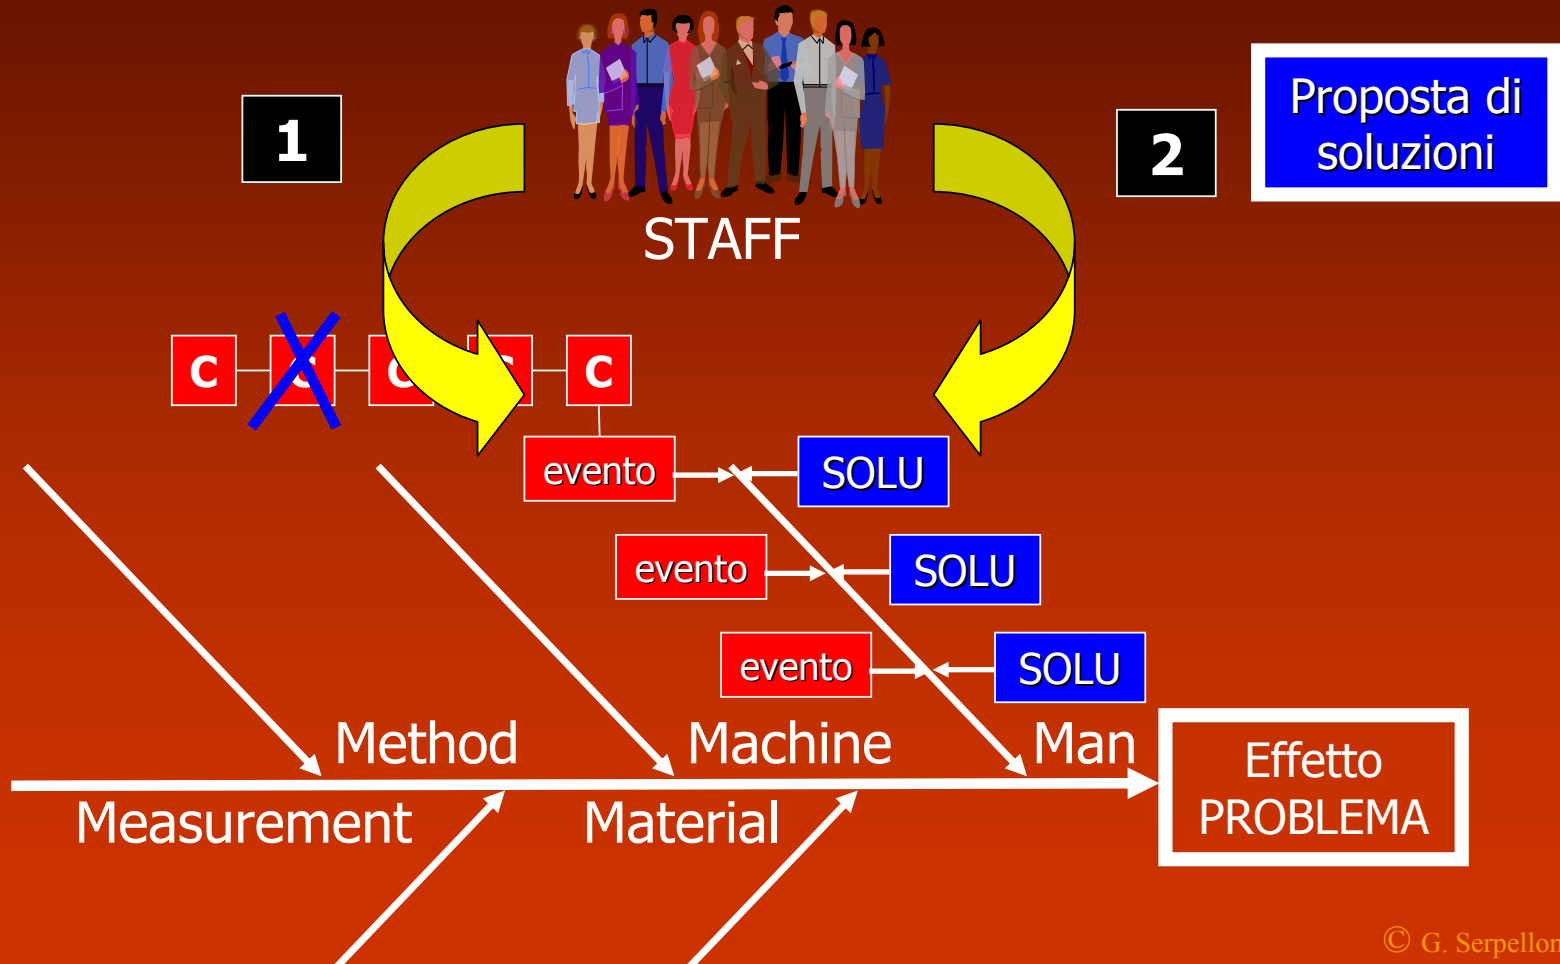 1
2
Proposta di
soluzioni
STAFF
C
C
C
C
C
evento
SOLU
evento
SOLU
evento
SOLU
Method
Machine
Man
Effetto
PROBLEMA
Measurement
Material
© G. Serpellon